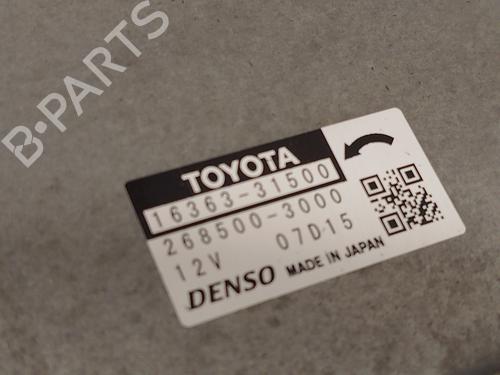 B-PARTS
TOYOTA
16363-31500
268500-3000
12V 07D15
DENSO MADE IN JAPAN